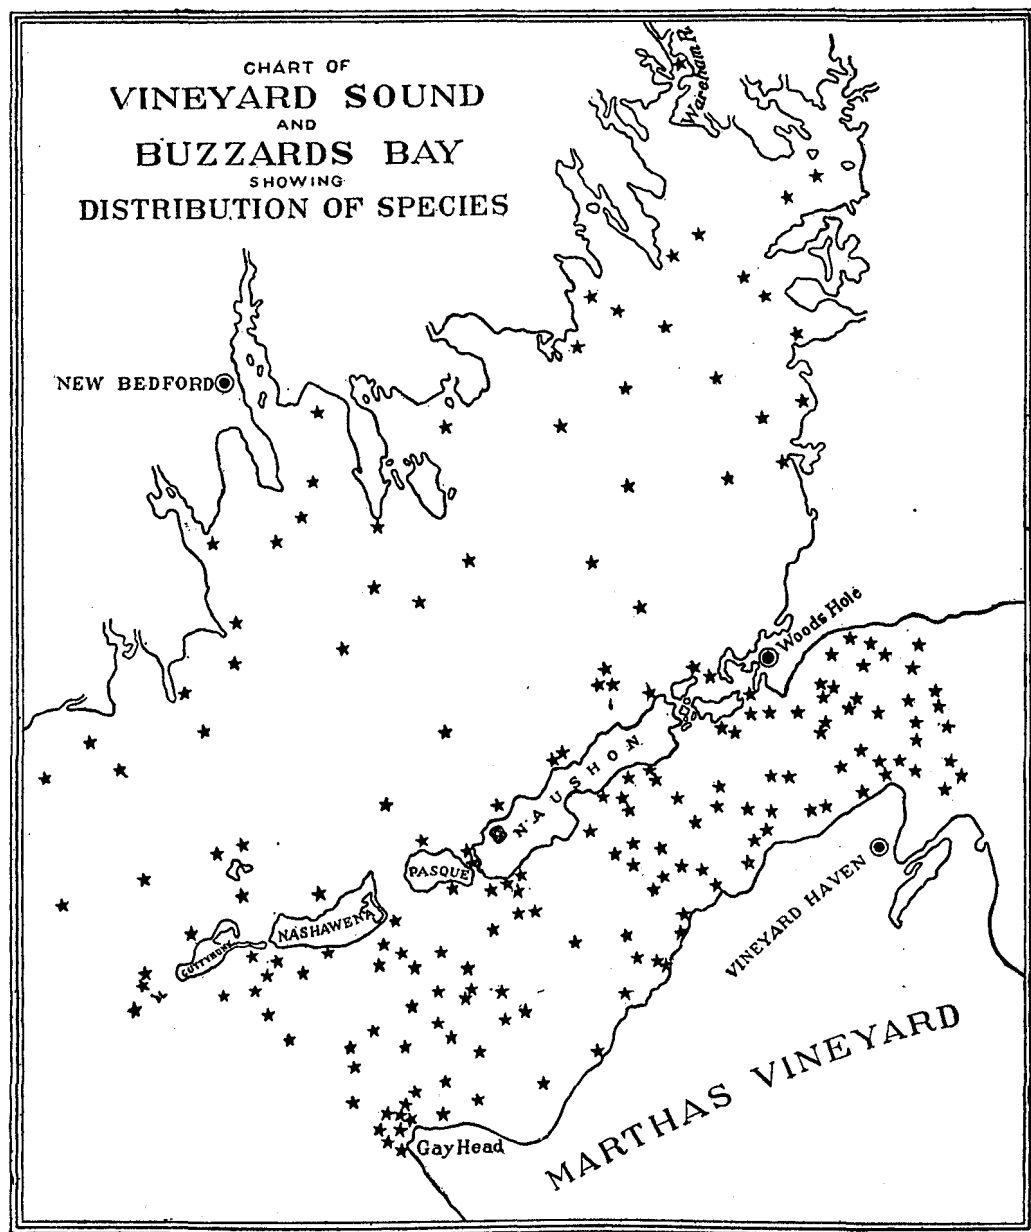 CHART OF
VINEYARD SOUND
AND
BUZZARDS BAY
SHOWING
DISTRIBUTION OF SPECIES
Wareham R.
NEW BEDFORD
Woods Hole
NAUSHON
PASQUE
NASHAWENA
CUTTYHUNK
VINEYARD HAVEN
MARTHAS VINEYARD
Gay Head